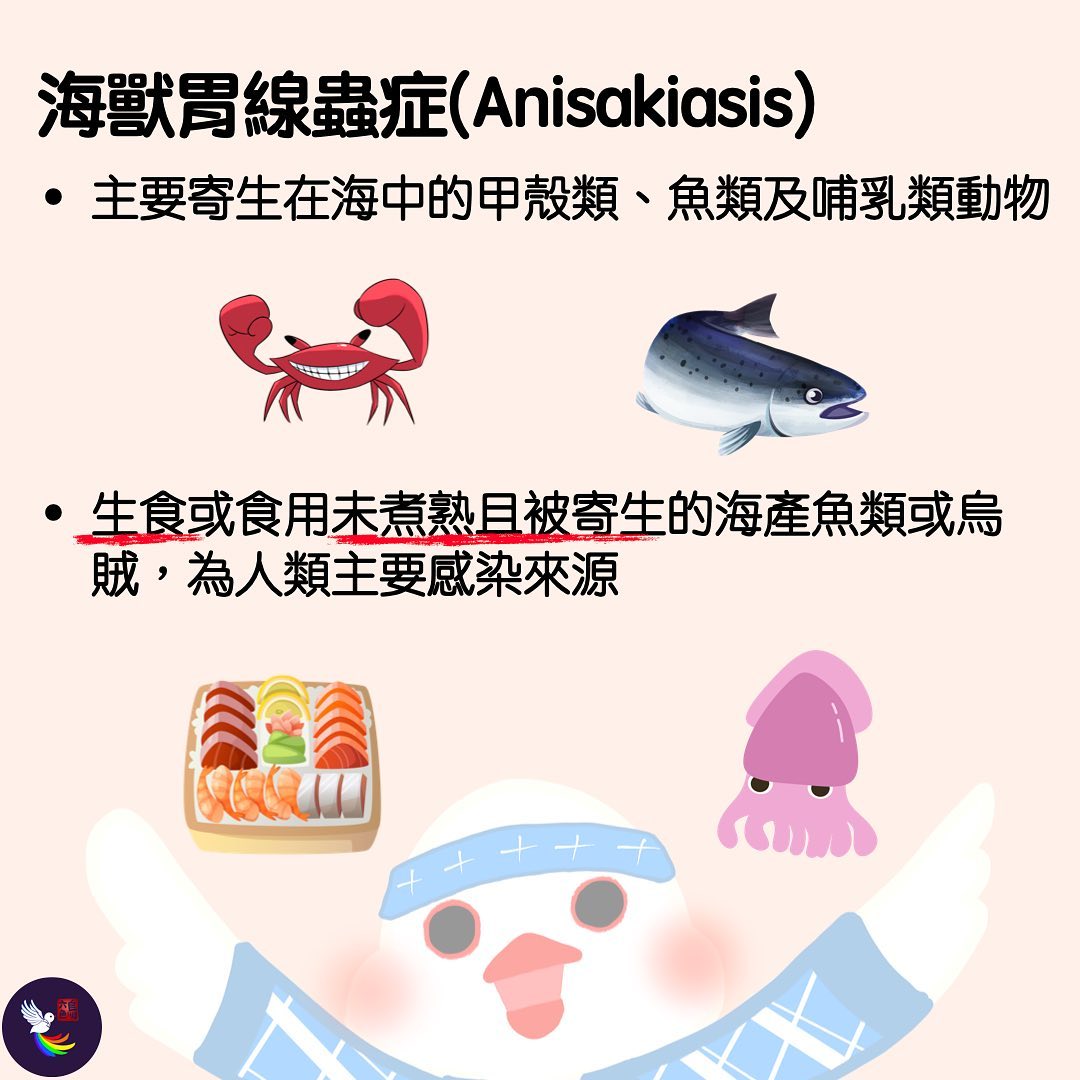 海獸胃線蟲症(Anisakiasis)
• 主要寄生在海中的甲殼類、魚類及哺乳類動物
• 生食或食用未煮熟且被寄生的海產魚類或烏
賊，為人類主要感染來源